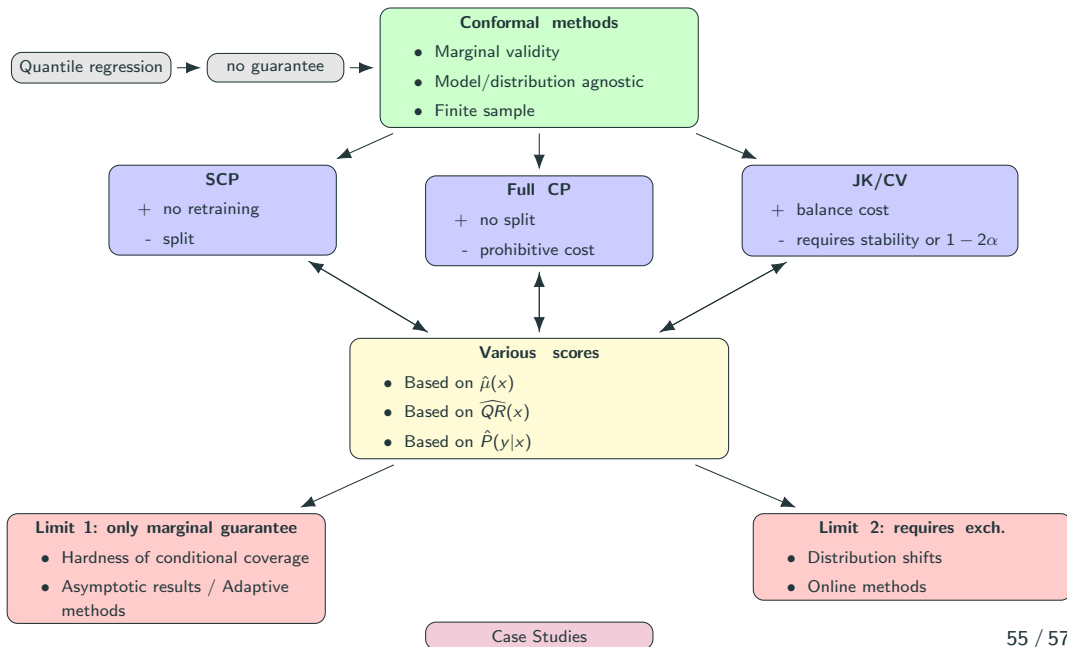 Conformal methods
• Marginal validity
• Model/distribution agnostic
• Finite sample
Quantile regression
no guarantee
SCP
+ no retraining
- split
Full CP
+ no split
- prohibitive cost
JK/CV
+ balance cost
- requires stability or 1 − 2α
Various scores
• Based on μ̂(x)
• Based on \widehat{QR}(x)
• Based on P̂(y|x)
Limit 1: only marginal guarantee
• Hardness of conditional coverage
• Asymptotic results / Adaptive
methods
Limit 2: requires exch.
• Distribution shifts
• Online methods
Case Studies
55 / 57